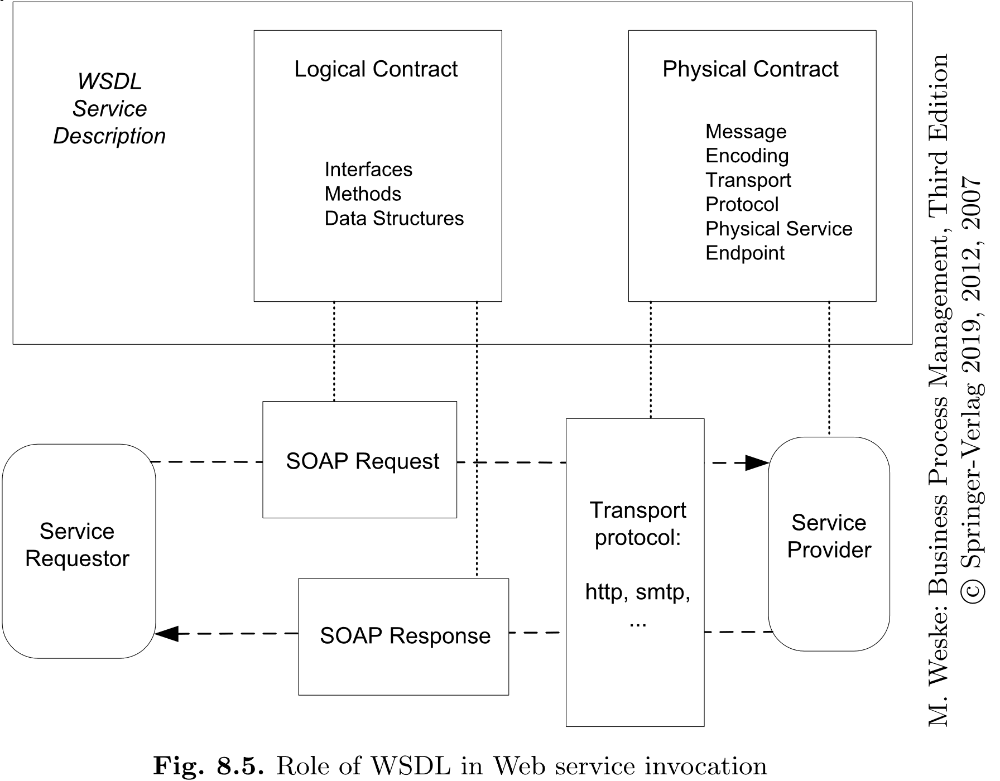 WSDL
Service
Description
Logical Contract
Interfaces
Methods
Data Structures
Physical Contract
Message
Encoding
Transport
Protocol
Physical Service
Endpoint
SOAP Request
Service
Requestor
Transport
protocol:
http, smtp,
...
Service
Provider
SOAP Response
Fig. 8.5. Role of WSDL in Web service invocation
M. Weske: Business Process Management, Third Edition
© Springer-Verlag 2019, 2012, 2007